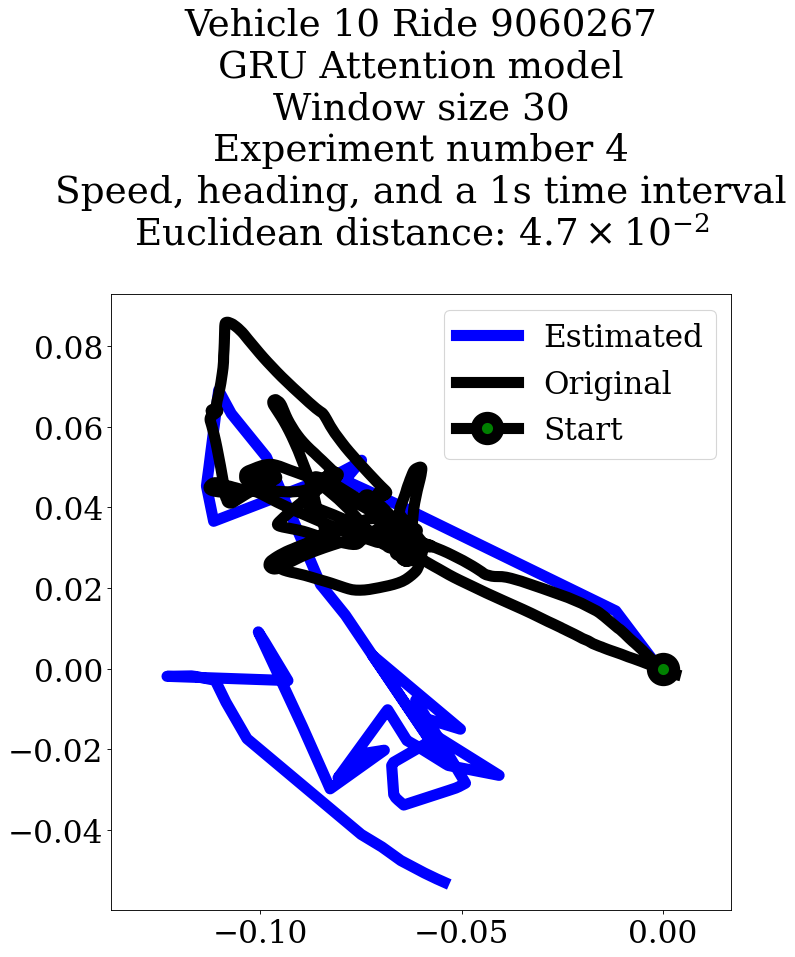 Vehicle 10 Ride 9060267
GRU Attention model
Window size 30
Experiment number 4
Speed, heading, and a 1s time interval
Euclidean distance: 4.7 × 10⁻²
Estimated
Original
Start
0.08
0.06
0.04
0.02
0.00
−0.02
−0.04
−0.10
−0.05
0.00